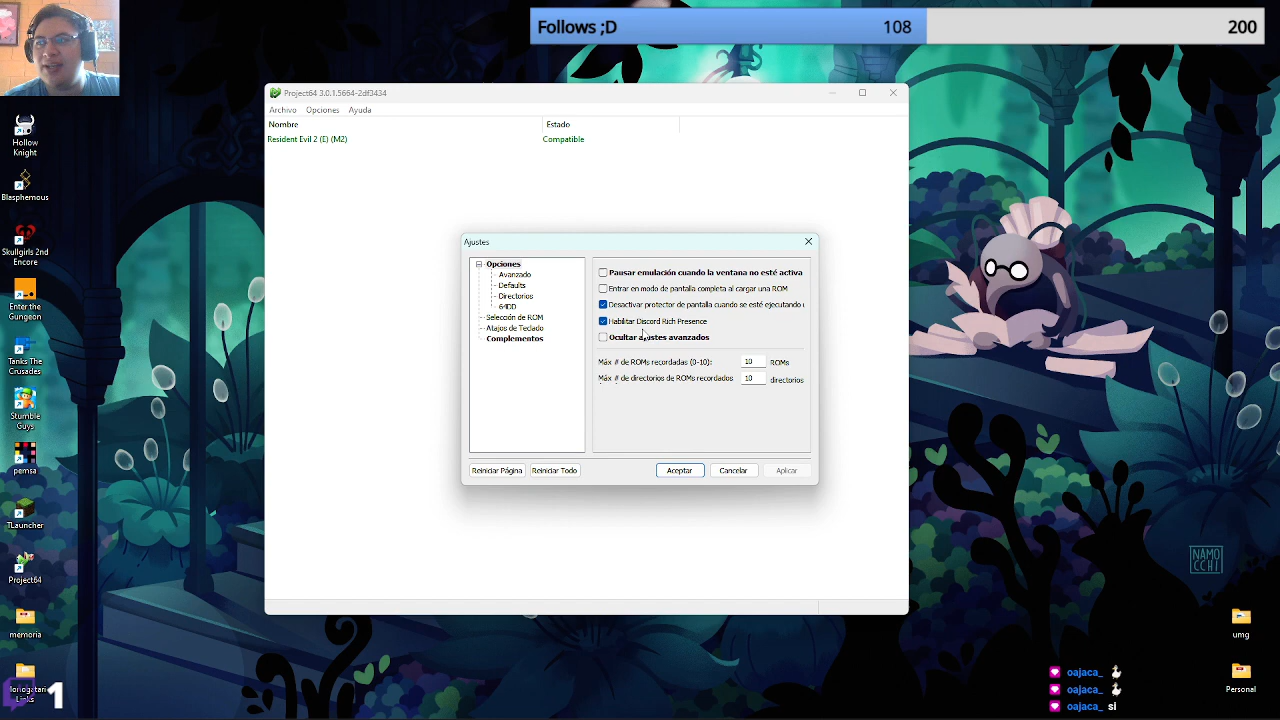 Follows ;D 108 200
Project64 3.0.1.5664-2df3434
Archivo Opciones Ayuda
Nombre Estado
Resident Evil 2 (E) (M2) Compatible
Ajustes
Opciones
Avanzado
Defaults
Directorios
64DD
Selección de ROM
Atajos de Teclado
Complementos
Pausar emulación cuando la ventana no esté activa
Entrar en modo de pantalla completa al cargar una ROM
Desactivar protector de pantalla cuando se esté ejecutando
Habilitar Discord Rich Presence
Ocultar ajustes avanzados
Máx # de ROMs recordadas (0-10): 10 ROMs
Máx # de directorios de ROMs recordados 10 directorios
Reiniciar Página Reiniciar Todo Aceptar Cancelar Aplicar
Hollow
Knight
Blasphemous
Skullgirls 2nd
Encore
Enter the
Gungeon
Tanks The
Crusades
Stumble
Guys
pemsa
TLauncher
Project64
memoria
Links
1
umg
Personal
NAMO
CCHI
oajaca_
oajaca_
oajaca_ si